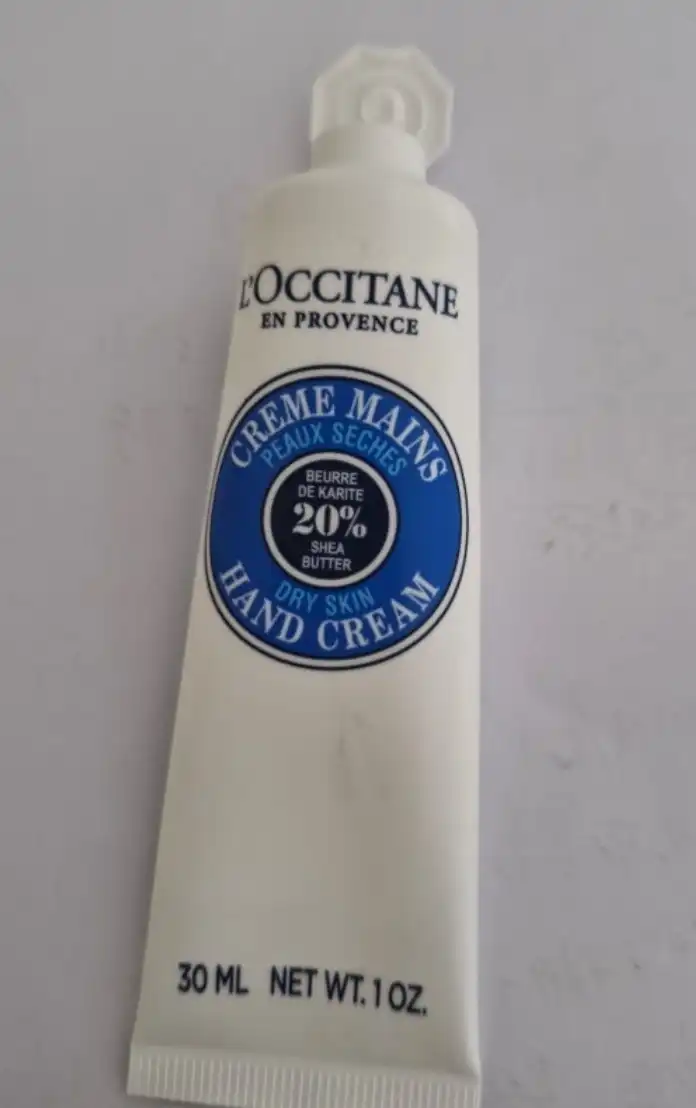 L'OCCITANE
EN PROVENCE
CREME MAINS
PEAUX SECHES
BEURRE
DE KARITE
20%
SHEA
BUTTER
DRY SKIN
HAND CREAM
30 ML NET WT. 1 OZ.